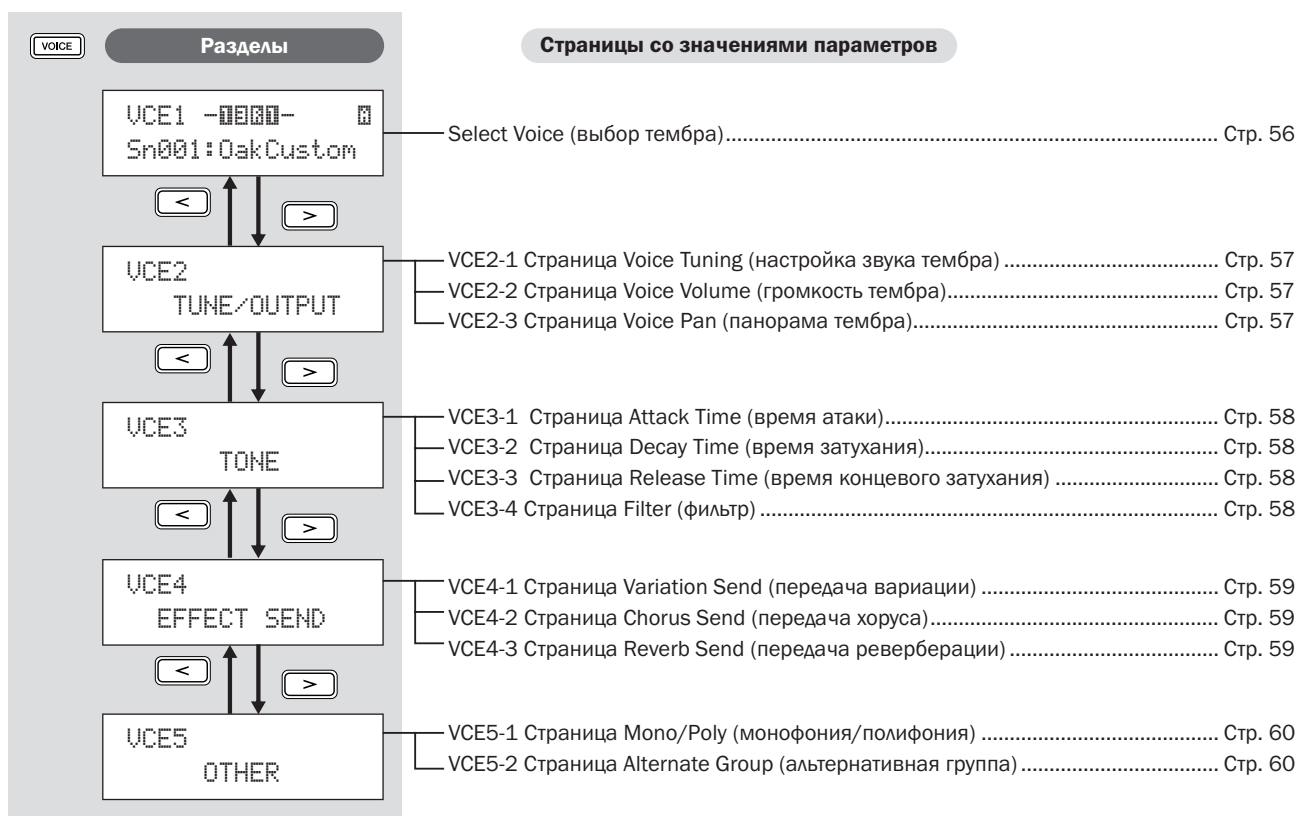 VOICE
Разделы
Страницы со значениями параметров
VCE1 -1301-
Sn001:OakCustom
Select Voice (выбор тембра) Стр. 56
<
>
VCE2
TUNE/OUTPUT
VCE2-1 Страница Voice Tuning (настройка звука тембра) Стр. 57
VCE2-2 Страница Voice Volume (громкость тембра) Стр. 57
VCE2-3 Страница Voice Pan (панорама тембра) Стр. 57
<
>
VCE3
TONE
VCE3-1 Страница Attack Time (время атаки) Стр. 58
VCE3-2 Страница Decay Time (время затухания) Стр. 58
VCE3-3 Страница Release Time (время концевого затухания) Стр. 58
VCE3-4 Страница Filter (фильтр) Стр. 58
<
>
VCE4
EFFECT SEND
VCE4-1 Страница Variation Send (передача вариации) Стр. 59
VCE4-2 Страница Chorus Send (передача хоруса) Стр. 59
VCE4-3 Страница Reverb Send (передача реверберации) Стр. 59
<
>
VCE5
OTHER
VCE5-1 Страница Mono/Poly (монофония/полифония) Стр. 60
VCE5-2 Страница Alternate Group (альтернативная группа) Стр. 60